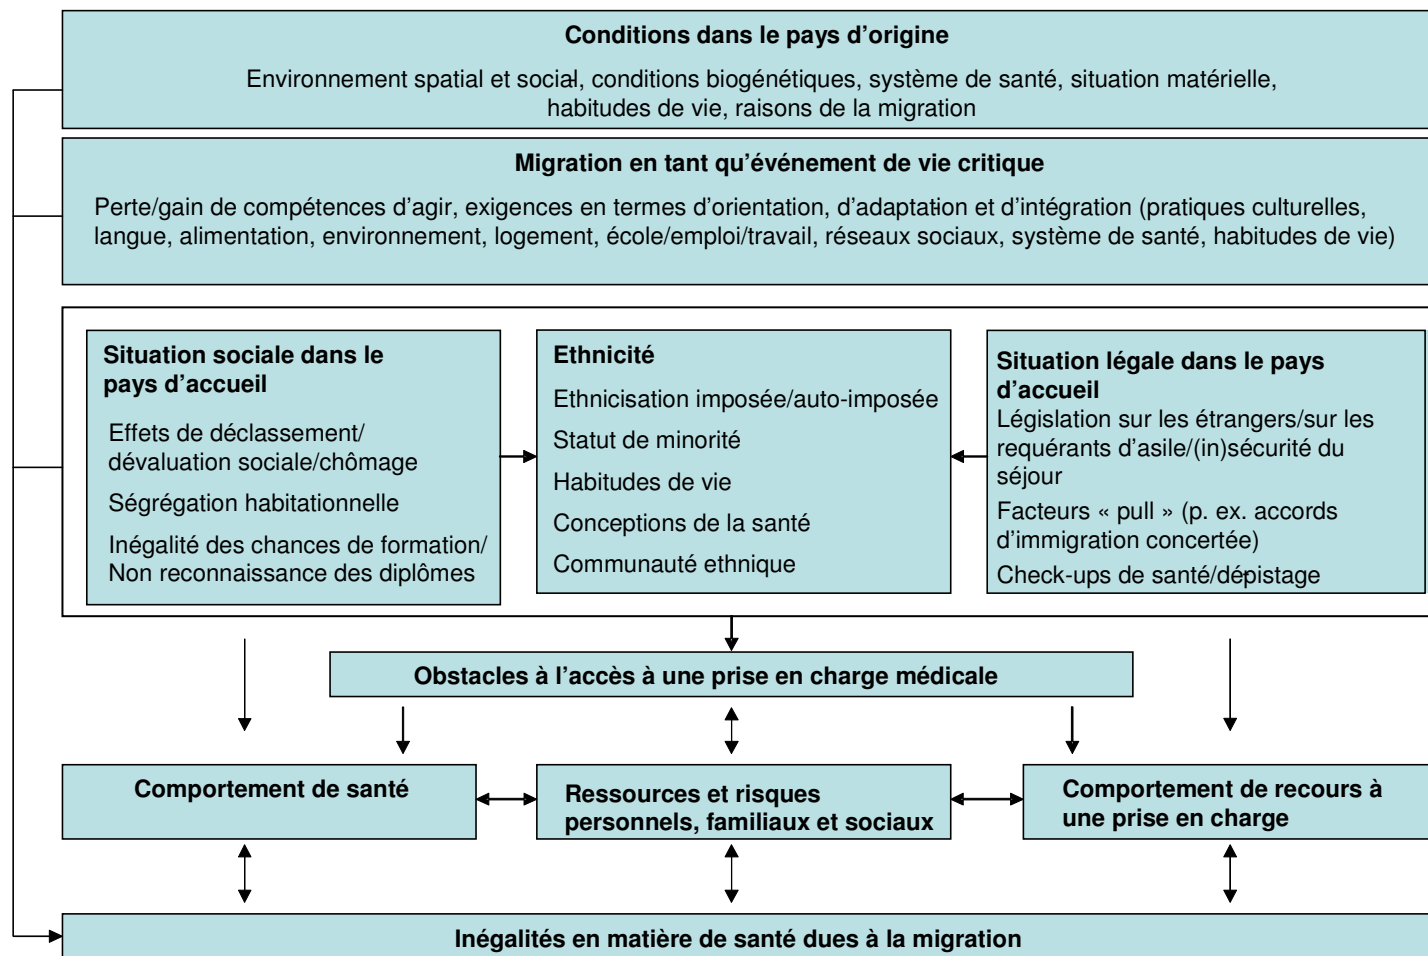 Conditions dans le pays d'origine
Environnement spatial et social, conditions biogénétiques, système de santé, situation matérielle,
habitudes de vie, raisons de la migration
Migration en tant qu'événement de vie critique
Perte/gain de compétences d'agir, exigences en termes d'orientation, d'adaptation et d'intégration (pratiques culturelles,
langue, alimentation, environnement, logement, école/emploi/travail, réseaux sociaux, système de santé, habitudes de vie)
Situation sociale dans le
pays d'accueil
Effets de déclassement/
dévaluation sociale/chômage
Ségrégation habitationnelle
Inégalité des chances de formation/
Non reconnaissance des diplômes
Ethnicité
Ethnicisation imposée/auto-imposée
Statut de minorité
Habitudes de vie
Conceptions de la santé
Communauté ethnique
Situation légale dans le pays
d'accueil
Législation sur les étrangers/sur les
requérants d'asile/(in)sécurité du
séjour
Facteurs « pull » (p. ex. accords
d'immigration concertée)
Check-ups de santé/dépistage
Obstacles à l'accès à une prise en charge médicale
Comportement de santé
Ressources et risques
personnels, familiaux et sociaux
Comportement de recours à
une prise en charge
Inégalités en matière de santé dues à la migration